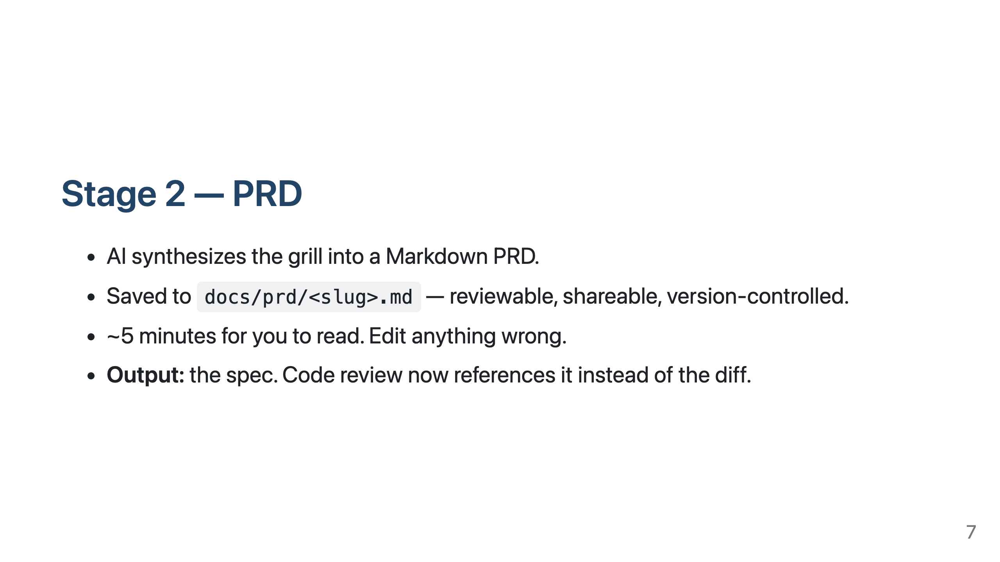 Stage 2 — PRD
• AI synthesizes the grill into a Markdown PRD.
• Saved to docs/prd/<slug>.md — reviewable, shareable, version-controlled.
• ~5 minutes for you to read. Edit anything wrong.
• Output: the spec. Code review now references it instead of the diff.
7